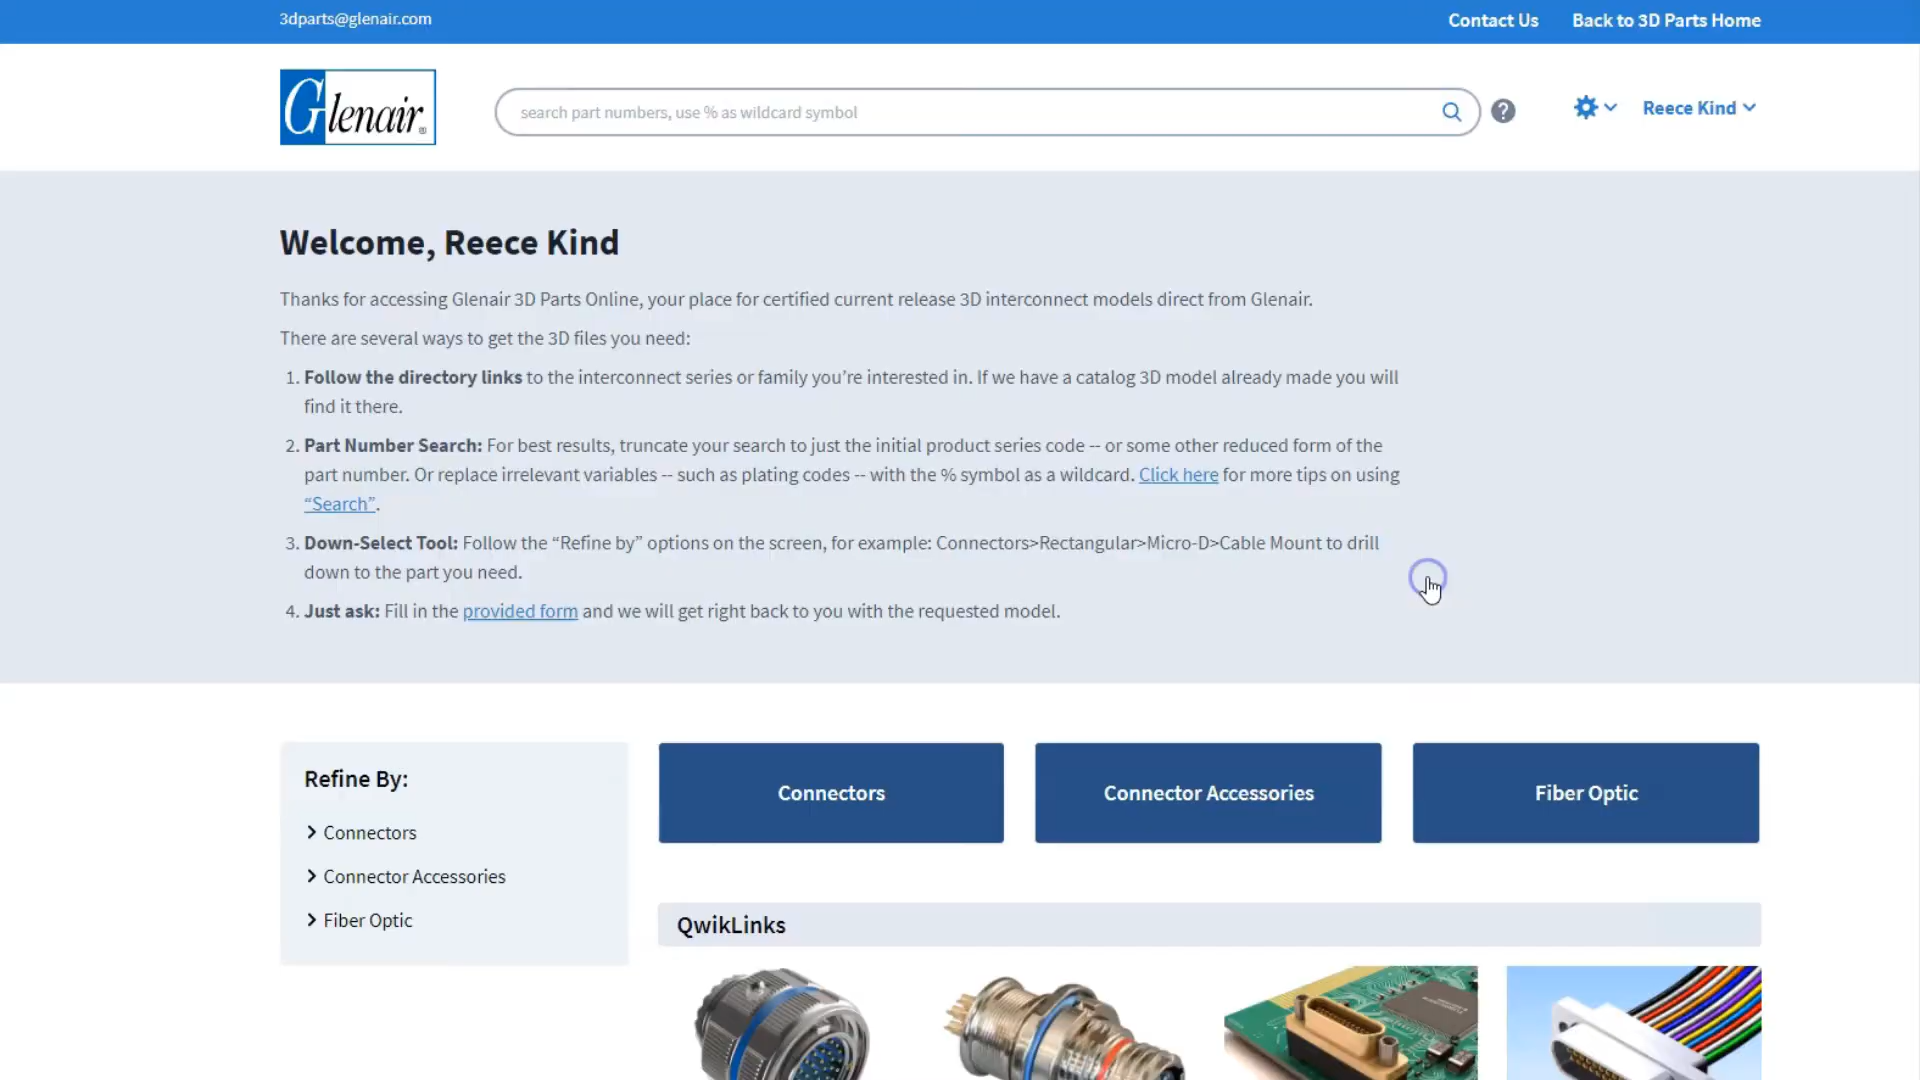 3dparts@glenair.com
Contact Us
Back to 3D Parts Home
Glenair®
search part numbers, use % as wildcard symbol
?
Reece Kind
Welcome, Reece Kind
Thanks for accessing Glenair 3D Parts Online, your place for certified current release 3D interconnect models direct from Glenair.
There are several ways to get the 3D files you need:
1. Follow the directory links to the interconnect series or family you’re interested in. If we have a catalog 3D model already made you will
find it there.
2. Part Number Search: For best results, truncate your search to just the initial product series code -- or some other reduced form of the
part number. Or replace irrelevant variables -- such as plating codes -- with the % symbol as a wildcard. Click here for more tips on using
“Search”.
3. Down-Select Tool: Follow the “Refine by” options on the screen, for example: Connectors>Rectangular>Micro-D>Cable Mount to drill
down to the part you need.
4. Just ask: Fill in the provided form and we will get right back to you with the requested model.
Refine By:
Connectors
Connector Accessories
Fiber Optic
Connectors
Connector Accessories
Fiber Optic
QwikLinks